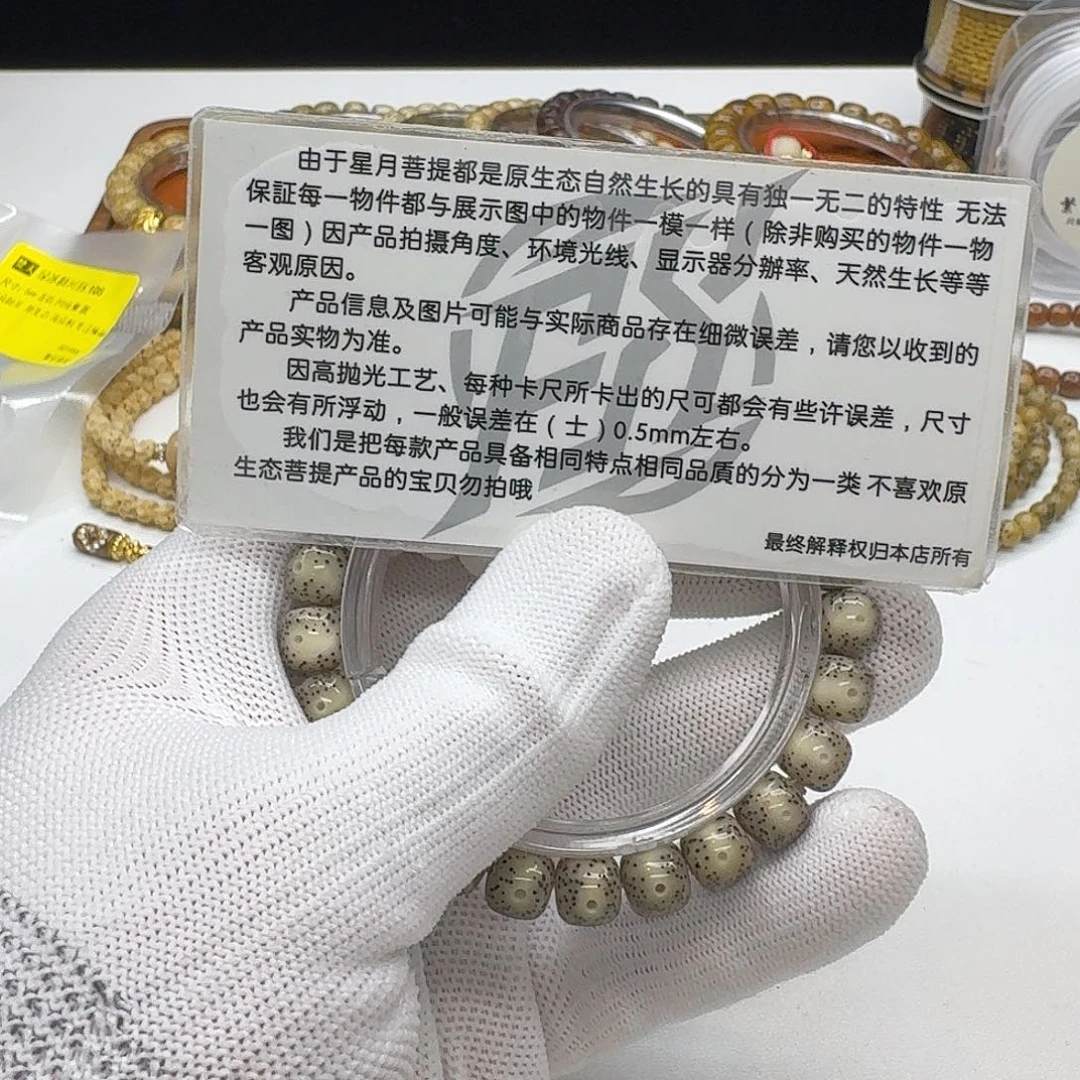 由于星月菩提都是原生态自然生长的具有独一无二的特性 无法
保証每一物件都与展示图中的物件一模一样（除非购买的物件一物
一图）因产品拍摄角度、环境光线、显示器分辨率、天然生长等等
客观原因。
产品信息及图片可能与实际商品存在细微误差，请您以收到的
产品实物为准。
因高抛光工艺、每种卡尺所卡出的尺可都会有些许误差，尺寸
也会有所浮动，一般误差在（士）0.5mm左右。
我们是把每款产品具备相同特点相同品質的分为一类 不喜欢原
生态菩提产品的宝贝勿拍哦
最终解释权归本店所有